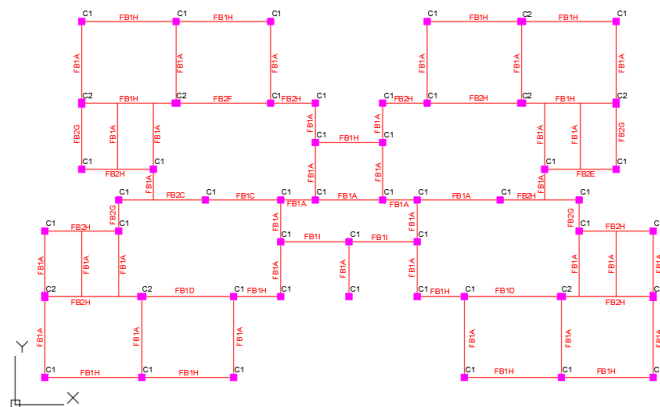 C1 C1 C1 C1 C2 C1
FB1H FB1H FB1H FB1H
FB1A FB1A FB1A FB1A FB1A FB1A
C2 C2 C1 C1 C1 C1 C2 C2
FB1H FB2F FB2H FB2H FB2H FB1H
FB2G FB1A FB1A FB1A FB1A FB1A FB1A FB2G
C1 C1
FB1H
C1 C1 C1 C1
FB2H FB1A FB1A FB1A FB1A FB2E
C1 C1 C1 C1 C1 C1 C1 C1
FB2C FB1C FB1A FB1A FB1A FB1A FB2H
FB2G FB1A FB1A FB2G
C1 C1 C1 C1
FB2H FB2H
C1 C1 C1
FB1I FB1I
FB1A FB1A FB1A FB1A FB1A FB1A FB1A FB1A FB1A
C2 C2 C1 C1 C1 C1 C1 C2 C1
FB2H FB1D FB1H FB1H FB1D FB2H
FB1A FB1A FB1A FB1A FB1A FB1A
C1 C1 C1 C1 C1 C1
FB1H FB1H FB1H FB1H
Y
X